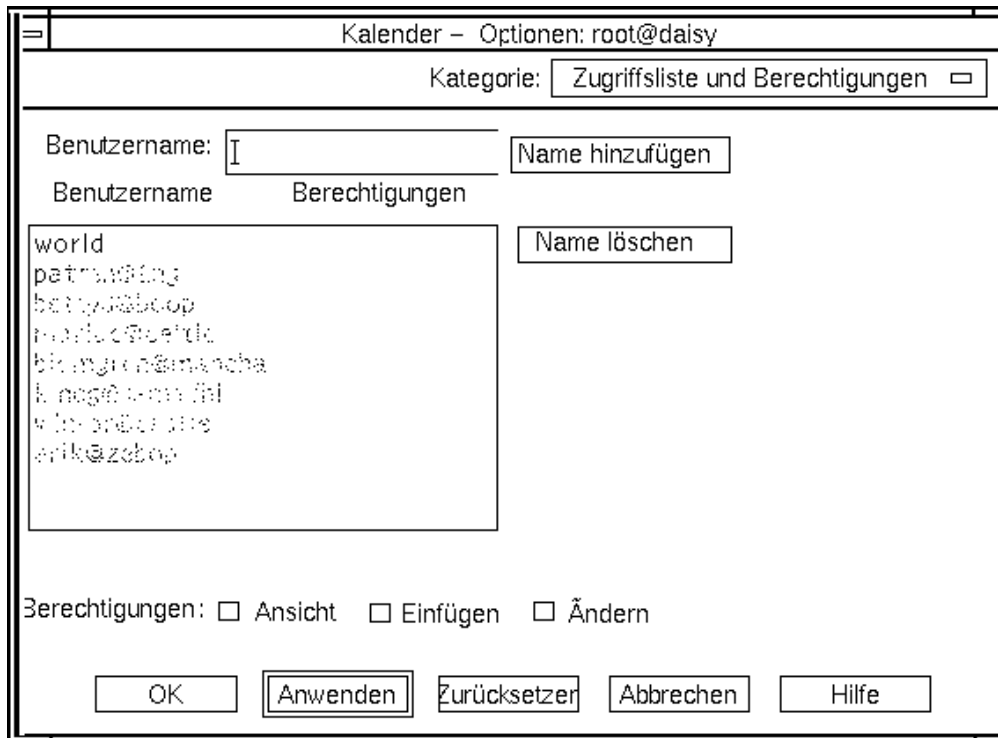 Kalender – Optionen: root@daisy
Kategorie: Zugriffsliste und Berechtigungen
Benutzername: Name hinzufügen
Benutzername Berechtigungen
world
Name löschen
erik@zebop
Berechtigungen: Ansicht Einfügen Ãndern
OK Anwenden Zurücksetzen Abbrechen Hilfe